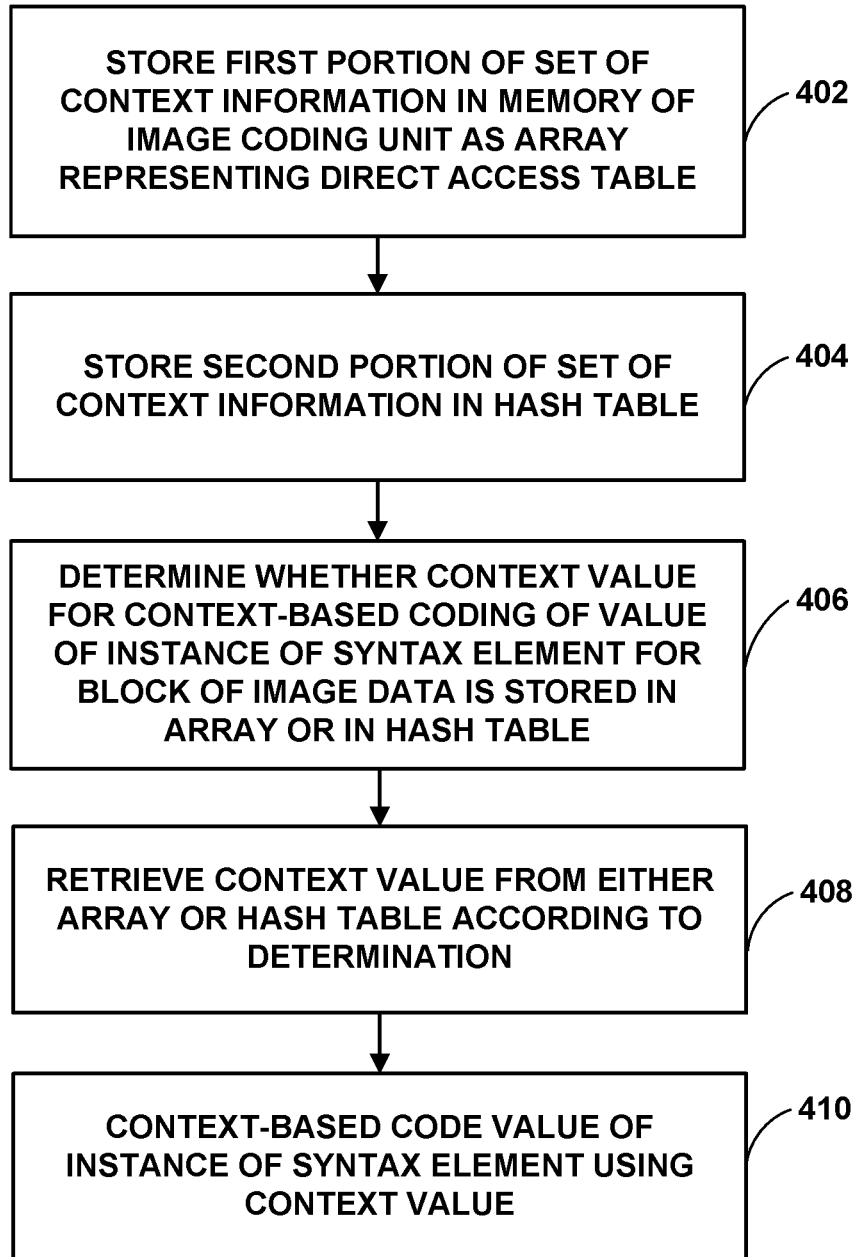 STORE FIRST PORTION OF SET OF
CONTEXT INFORMATION IN MEMORY OF
IMAGE CODING UNIT AS ARRAY
REPRESENTING DIRECT ACCESS TABLE
402
STORE SECOND PORTION OF SET OF
CONTEXT INFORMATION IN HASH TABLE
404
DETERMINE WHETHER CONTEXT VALUE
FOR CONTEXT-BASED CODING OF VALUE
OF INSTANCE OF SYNTAX ELEMENT FOR
BLOCK OF IMAGE DATA IS STORED IN
ARRAY OR IN HASH TABLE
406
RETRIEVE CONTEXT VALUE FROM EITHER
ARRAY OR HASH TABLE ACCORDING TO
DETERMINATION
408
CONTEXT-BASED CODE VALUE OF
INSTANCE OF SYNTAX ELEMENT USING
CONTEXT VALUE
410